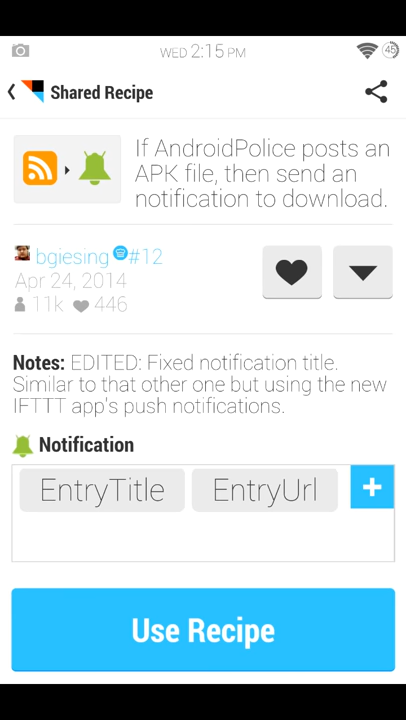 WED 2:15 PM
45
Shared Recipe
If AndroidPolice posts an
APK file, then send an
notification to download.
bgiesing #12
Apr 24, 2014
11k 446
Notes: EDITED: Fixed notification title.
Similar to that other one but using the new
IFTTT app's push notifications.
Notification
EntryTitle EntryUrl +
Use Recipe